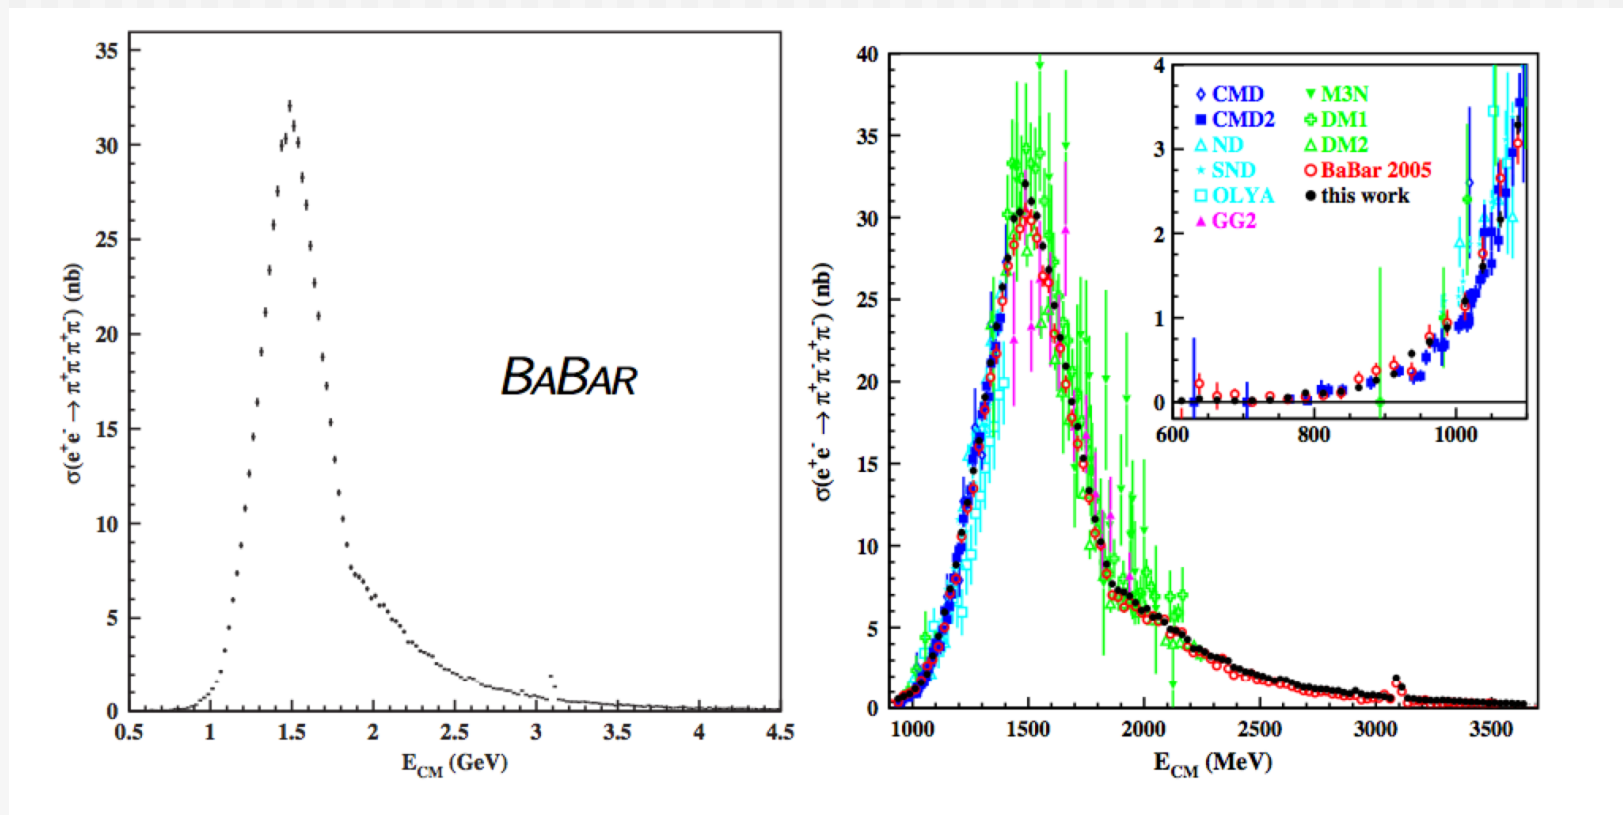 35
30
25
20
15
10
5
0
σ(e⁺e⁻ → π⁺π⁻π⁺π⁻) (nb)
BABAR
0.5 1 1.5 2 2.5 3 3.5 4 4.5
E_CM (GeV)
40
35
30
25
20
15
10
5
0
σ(e⁺e⁻ → π⁺π⁻π⁺π⁻) (nb)
1000 1500 2000 2500 3000 3500
E_CM (MeV)
4
3
2
1
0
600 800 1000
CMD
CMD2
ND
SND
OLYA
GG2
M3N
DM1
DM2
BaBar 2005
this work